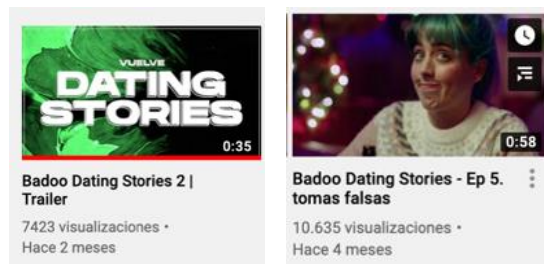 VUELVE
DATING
STORIES
0:35
Badoo Dating Stories 2 |
Trailer
7423 visualizaciones •
Hace 2 meses
0:58
Badoo Dating Stories - Ep 5.
tomas falsas
10.635 visualizaciones •
Hace 4 meses